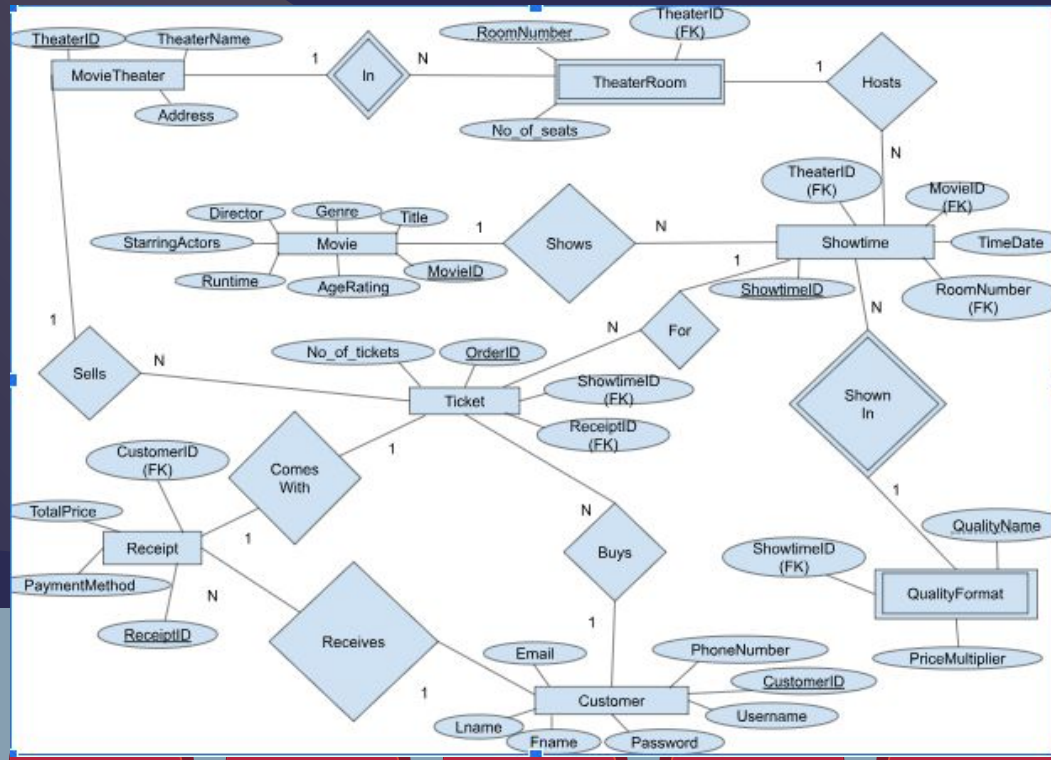 TheaterID
TheaterName
MovieTheater
Address
1
In
N
RoomNumber
TheaterID
(FK)
TheaterRoom
No_of_seats
1
Hosts
N
Director
Genre
Title
StarringActors
Movie
Runtime
AgeRating
MovieID
1
Shows
N
TheaterID
(FK)
MovieID
(FK)
Showtime
TimeDate
ShowtimeID
RoomNumber
(FK)
1
For
N
N
Shown
In
1
1
Sells
N
No_of_tickets
OrderID
Ticket
ShowtimeID
(FK)
ReceiptID
(FK)
1
Comes
With
1
CustomerID
(FK)
TotalPrice
Receipt
PaymentMethod
ReceiptID
N
Receives
1
N
Buys
1
QualityName
ShowtimeID
(FK)
QualityFormat
PriceMultiplier
Email
PhoneNumber
CustomerID
Customer
Username
Lname
Fname
Password